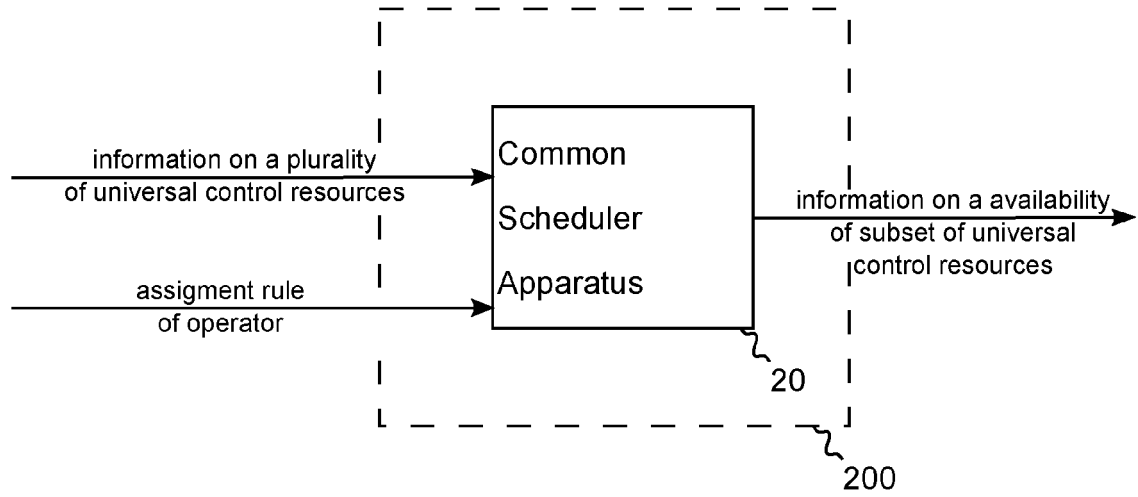 information on a plurality
of universal control resources
assigment rule
of operator
Common
Scheduler
Apparatus
information on a availability
of subset of universal
control resources
20
200